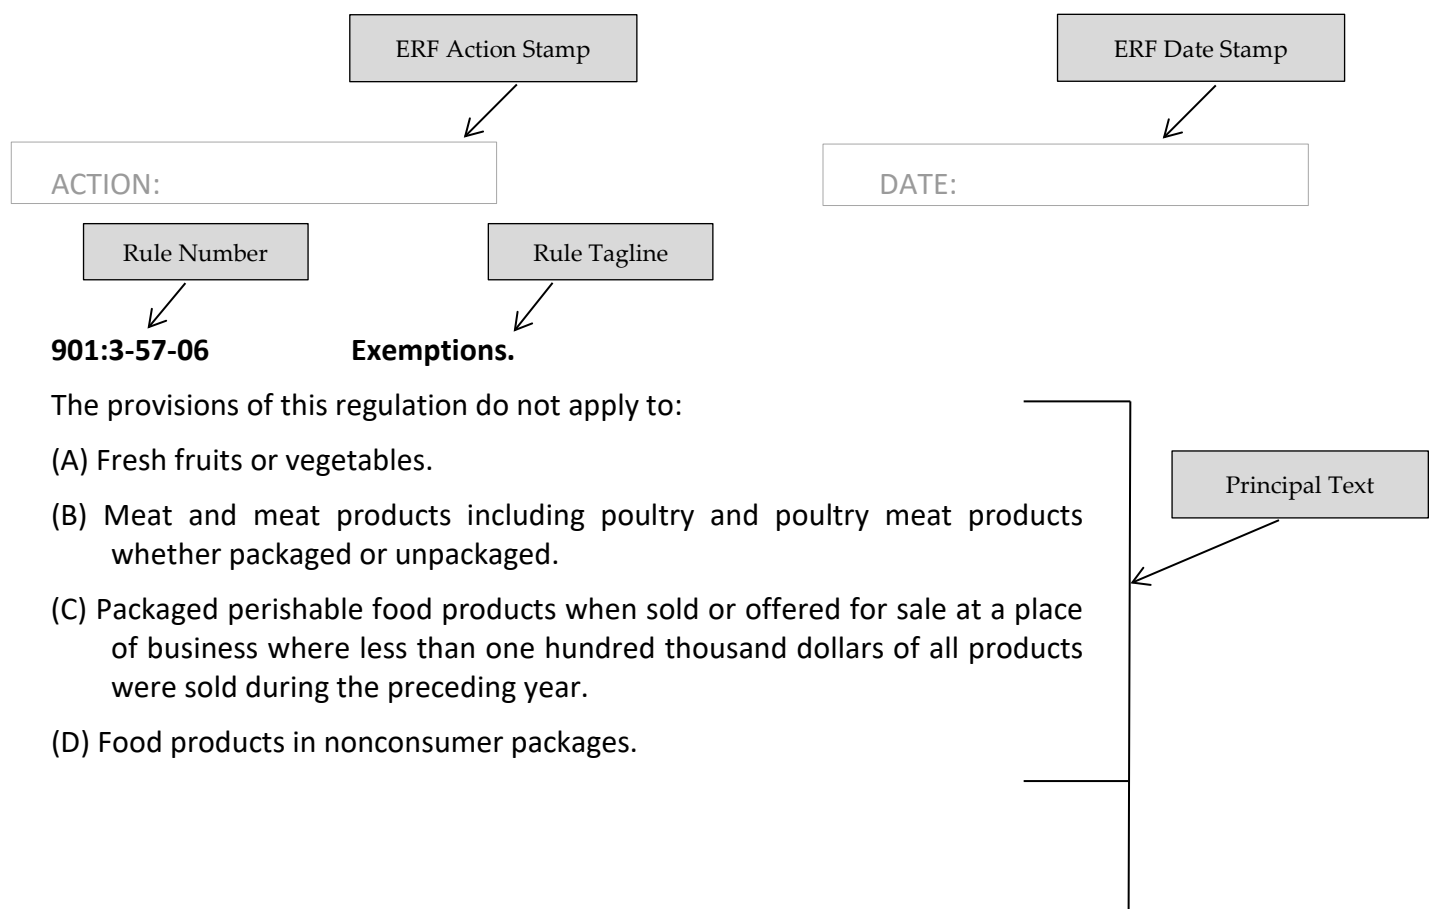 ERF Action Stamp
ERF Date Stamp
ACTION:
DATE:
Rule Number
Rule Tagline
901:3-57-06 Exemptions.
The provisions of this regulation do not apply to:
(A) Fresh fruits or vegetables.
(B) Meat and meat products including poultry and poultry meat products
whether packaged or unpackaged.
(C) Packaged perishable food products when sold or offered for sale at a place
of business where less than one hundred thousand dollars of all products
were sold during the preceding year.
(D) Food products in nonconsumer packages.
Principal Text